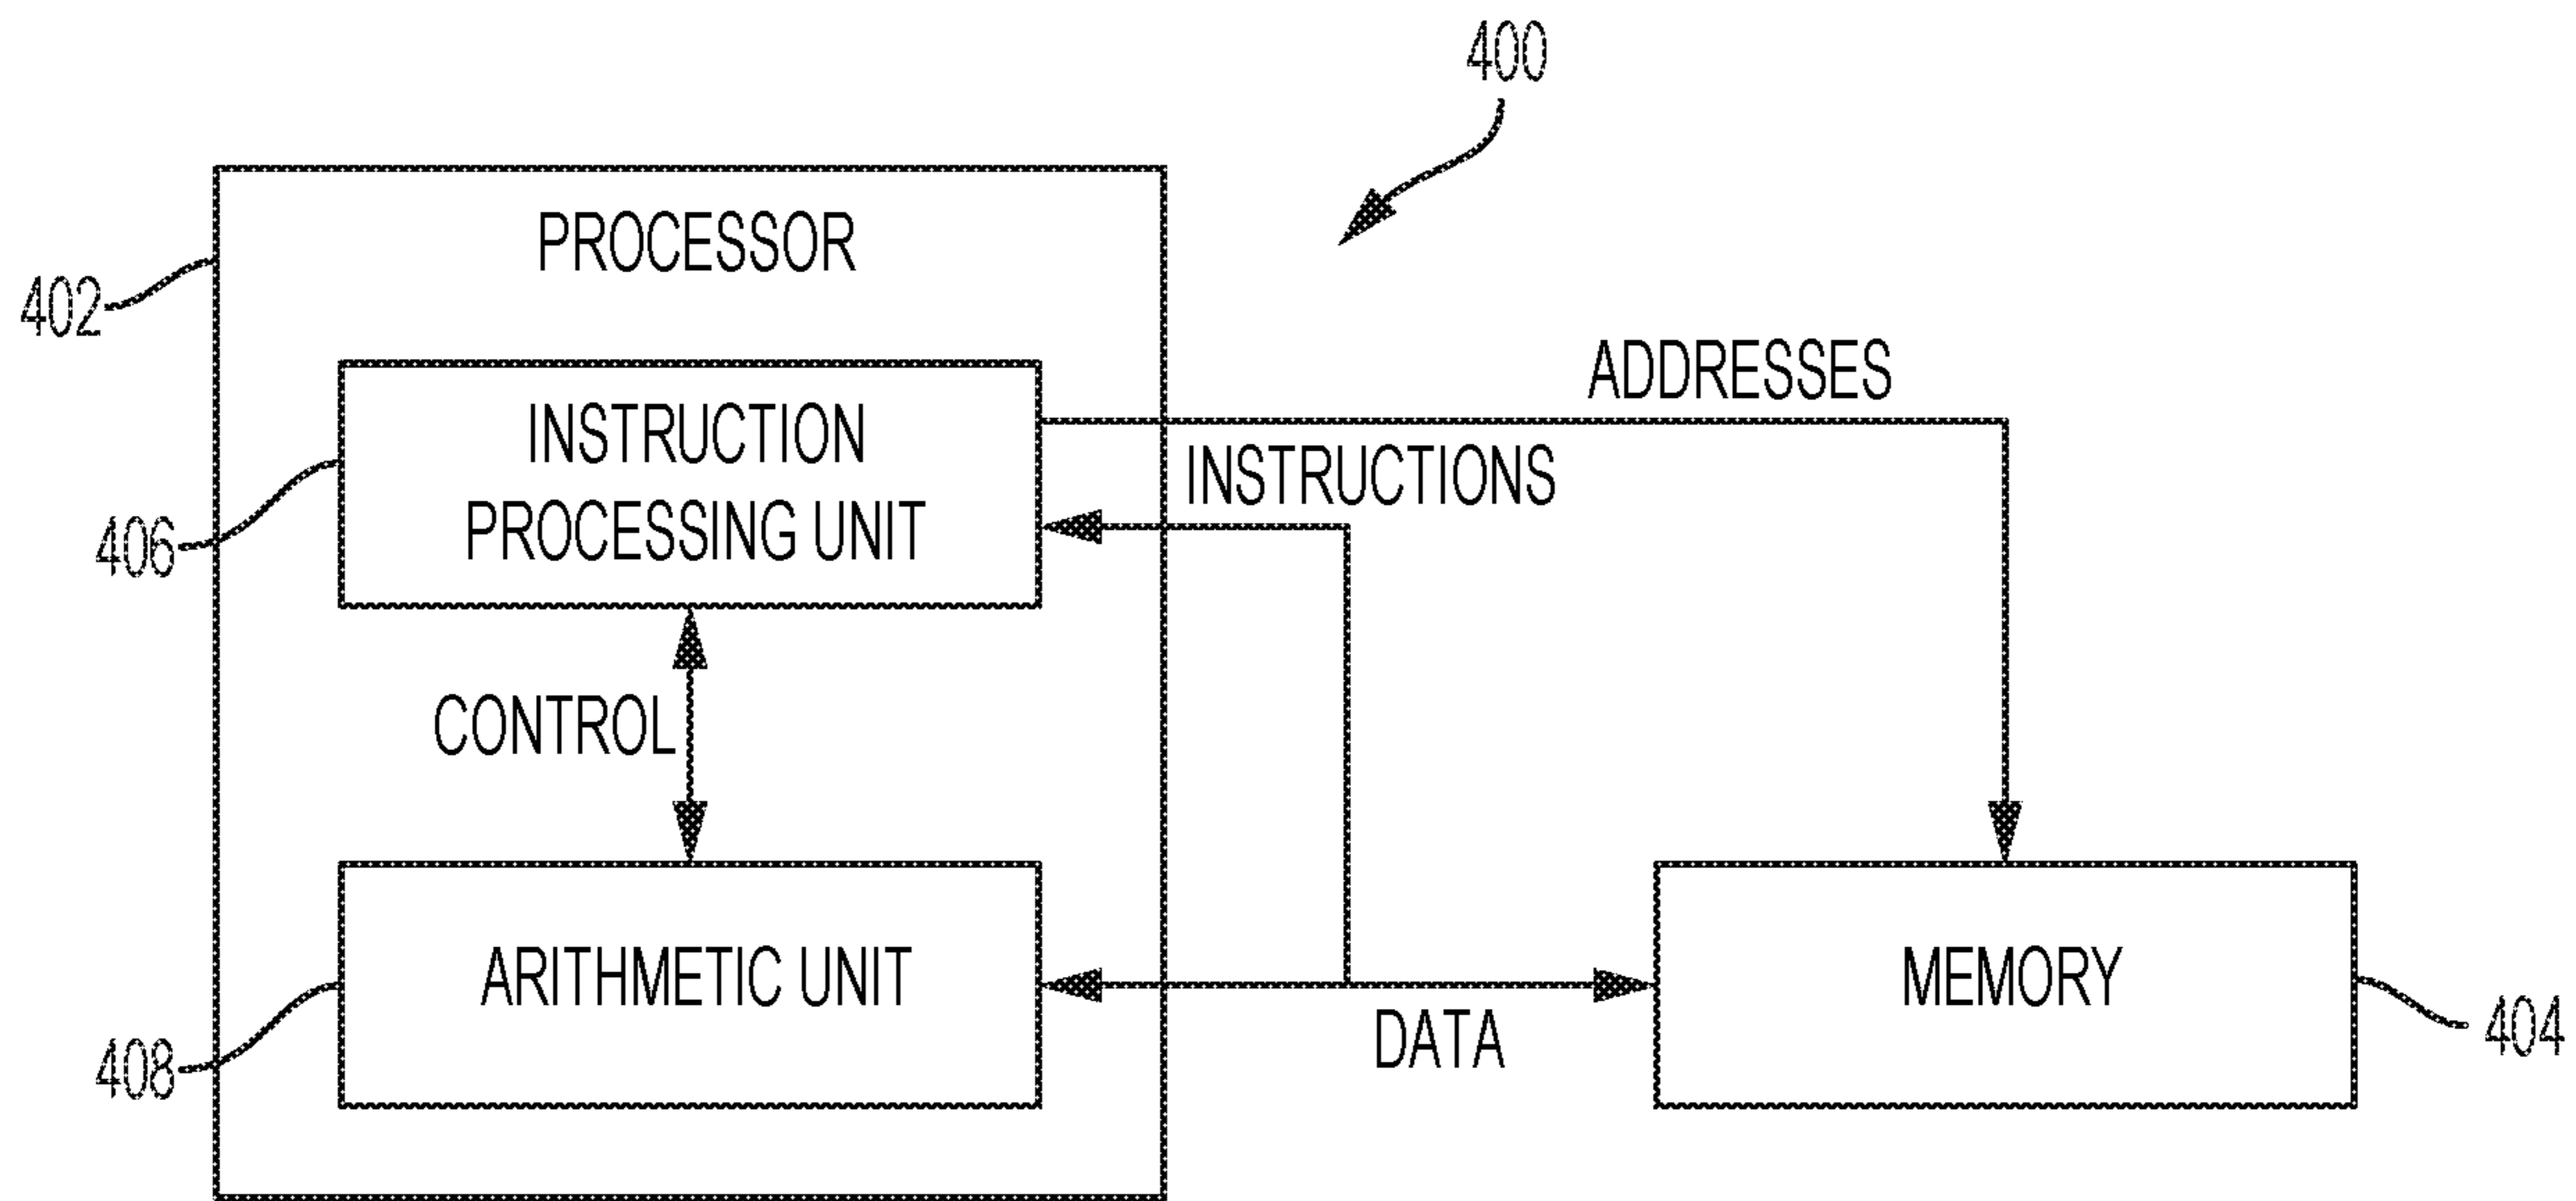 400
PROCESSOR
402
ADDRESSES
INSTRUCTION
PROCESSING UNIT
INSTRUCTIONS
406
CONTROL
ARITHMETIC UNIT
MEMORY
DATA
408
404